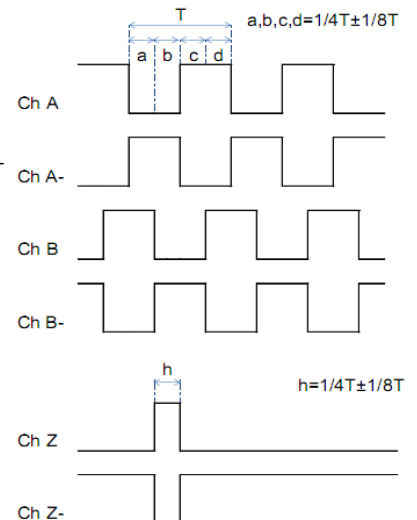 T
a,b,c,d=1/4T±1/8T
a b c d
Ch A
Ch A-
Ch B
Ch B-
h
h=1/4T±1/8T
Ch Z
Ch Z-